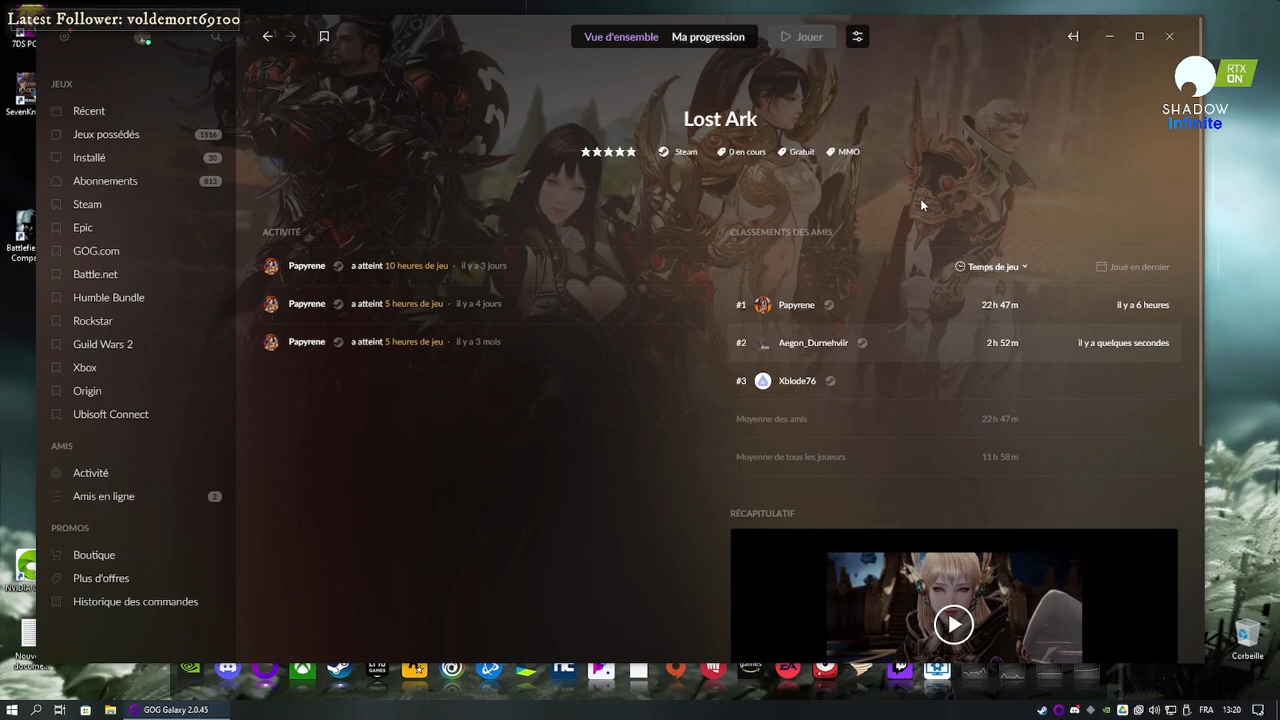 Latest Follower: voldemort69100
Vue d'ensemble Ma progression Jouer
RTX ON
SHADOW
Infinite
JEUX
Récent
Jeux possédés 1516
Installé 30
Abonnements 813
Steam
Epic
GOG.com
Battle.net
Humble Bundle
Rockstar
Guild Wars 2
Xbox
Origin
Ubisoft Connect
AMIS
Activité
Amis en ligne 2
PROMOS
Boutique
Plus d'offres
Historique des commandes
Lost Ark
Steam 0 en cours Gratuit MMO
ACTIVITÉ
Papyrene a atteint 10 heures de jeu · il y a 3 jours
Papyrene a atteint 5 heures de jeu · il y a 4 jours
Papyrene a atteint 5 heures de jeu · il y a 3 mois
CLASSEMENTS DES AMIS
Temps de jeu Joué en dernier
#1 Papyrene 22 h 47 m il y a 6 heures
#2 Aegon_Durnehviir 2 h 52 m il y a quelques secondes
#3 Xblode76
Moyenne des amis 22 h 47 m
Moyenne de tous les joueurs 11 h 58 m
RÉCAPITULATIF
Corbeille
GOG Galaxy 2.0.45
FRA 13:20